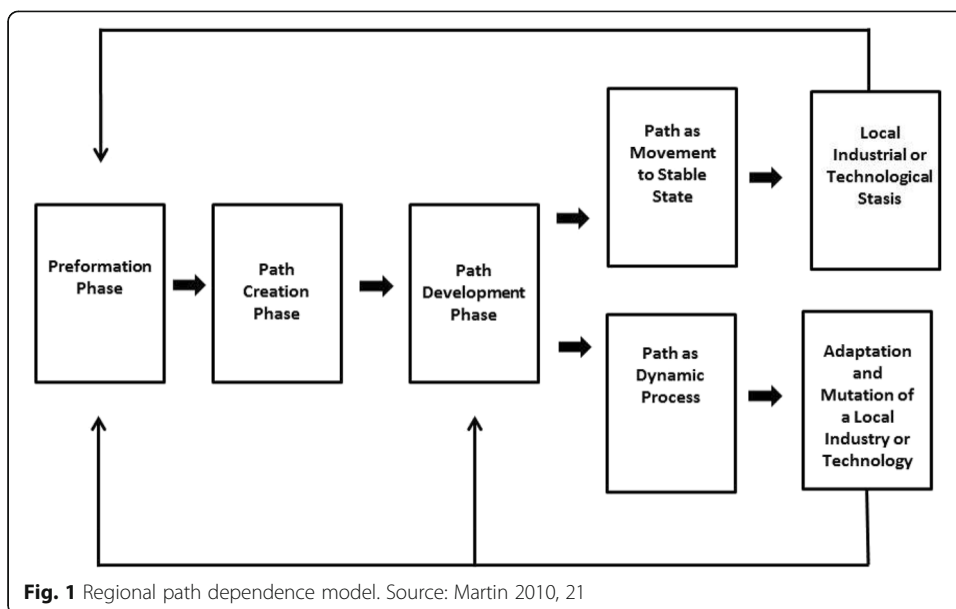 Preformation
Phase
Path
Creation
Phase
Path
Development
Phase
Path as
Movement
to Stable
State
Local
Industrial or
Technological
Stasis
Path as
Dynamic
Process
Adaptation
and
Mutation of
a Local
Industry or
Technology
Fig. 1 Regional path dependence model. Source: Martin 2010, 21